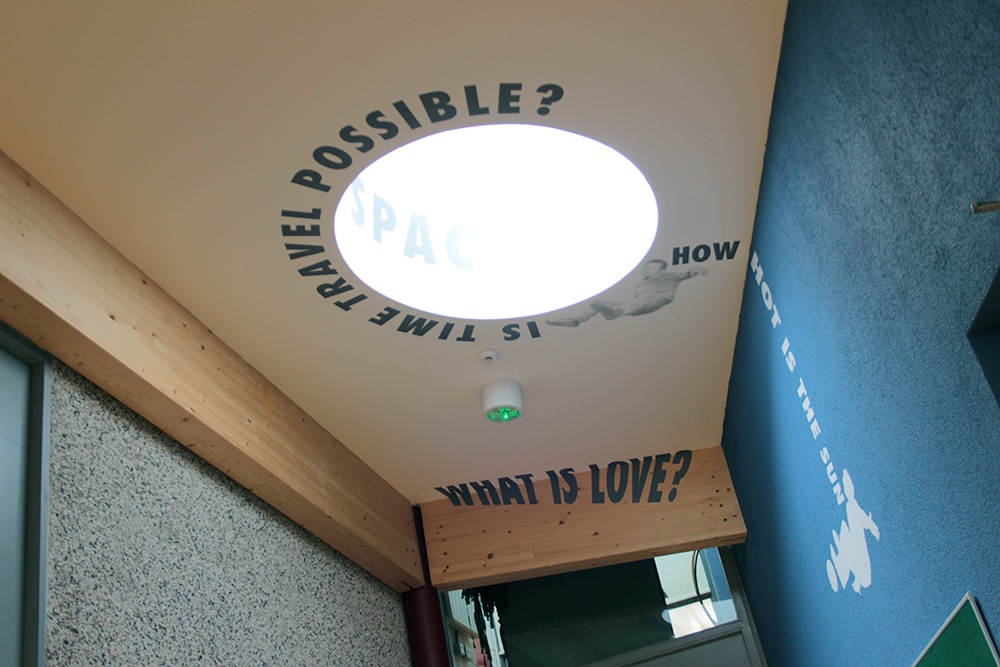 IS TIME TRAVEL POSSIBLE?
SPAC
HOW HOT IS THE SUN
WHAT IS LOVE?